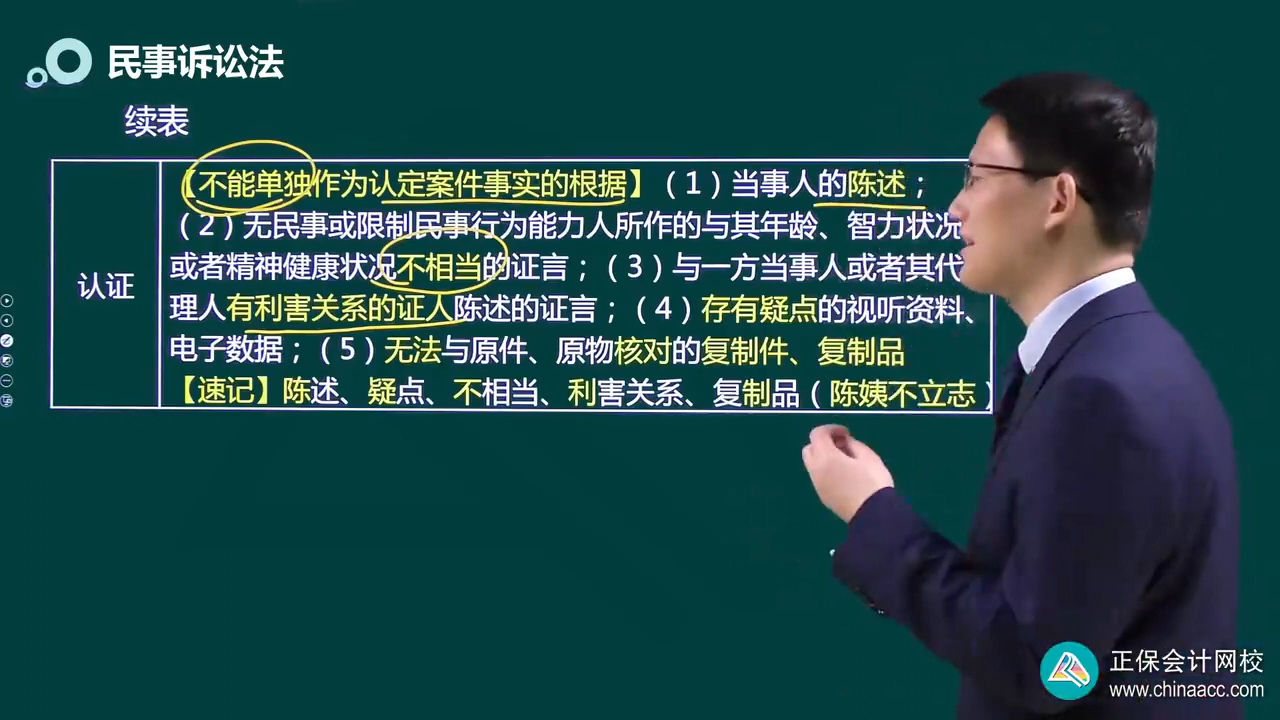 民事诉讼法
续表
认证
【不能单独作为认定案件事实的根据】（1）当事人的陈述；
（2）无民事或限制民事行为能力人所作的与其年龄、智力状况
或者精神健康状况不相当的证言；（3）与一方当事人或者其代
理人有利害关系的证人陈述的证言；（4）存有疑点的视听资料、
电子数据；（5）无法与原件、原物核对的复制件、复制品
【速记】陈述、疑点、不相当、利害关系、复制品（陈姨不立志）
正保会计网校
www.chinaacc.com